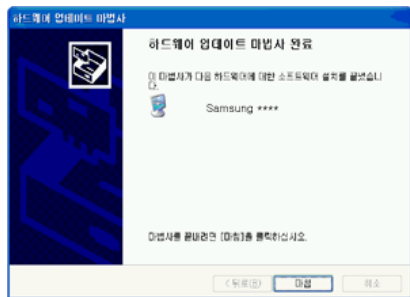 하드웨어 업데이트 마법사
하드웨어 업데이트 마법사 완료
이 마법사가 다음 하드웨어에 대한 소프트웨어 설치를 끝냈습니
다.
Samsung ****
마법사를 끝내려면 [마침]을 클릭하십시오.
< 뒤로(B)
마침
취소